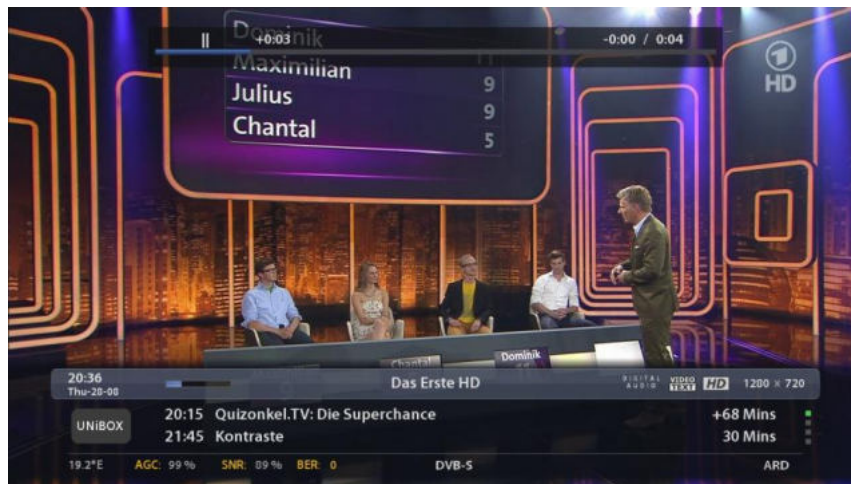 +0:03
-0:00 / 0:04
Dominik 11
Maximilian 9
Julius 9
Chantal 5
1
HD
Chantal
Dominik
20:36
Thu-28-08
Das Erste HD
DIGITAL AUDIO
VIDEO TEXT
HD
1280 x 720
UNiBOX
20:15 Quizonkel.TV: Die Superchance +68 Mins
21:45 Kontraste 30 Mins
19.2°E AGC: 99 % SNR: 89 % BER: 0 DVB-S ARD